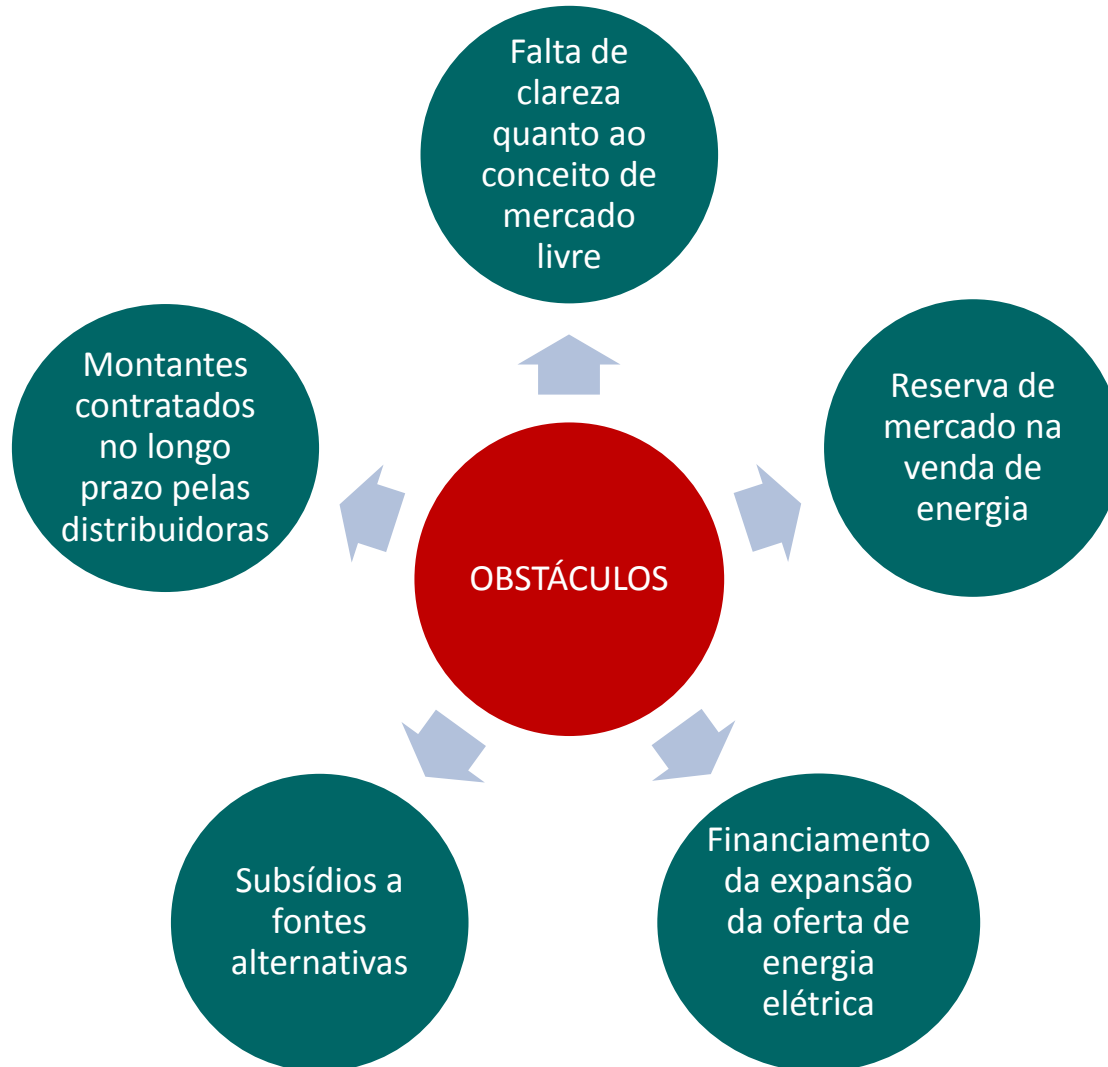 Falta de
clareza
quanto ao
conceito de
mercado
livre
Montantes
contratados
no longo
prazo pelas
distribuidoras
Reserva de
mercado na
venda de
energia
OBSTÁCULOS
Subsídios a
fontes
alternativas
Financiamento
da expansão
da oferta de
energia
elétrica